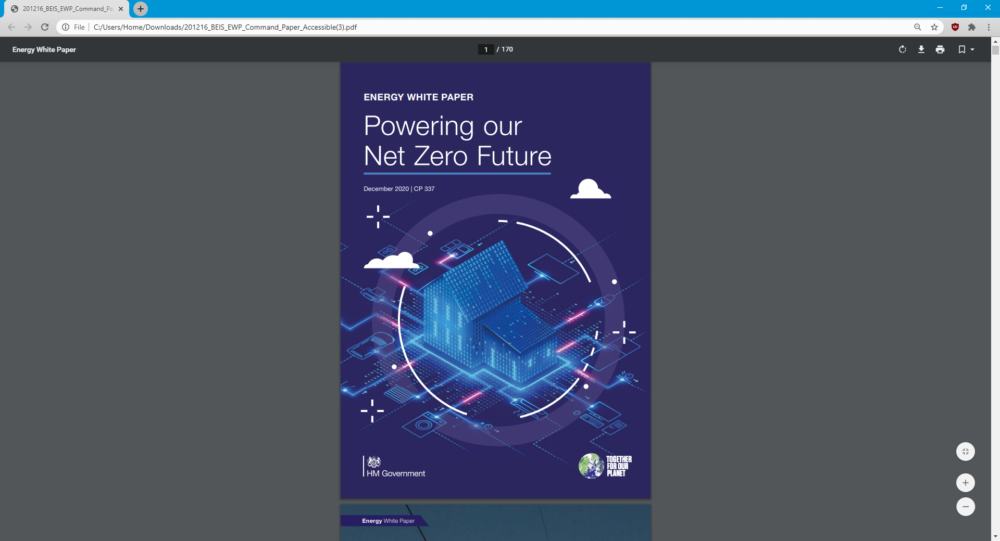 201216_BEIS_EWP_Command_Pa
File
C:/Users/Home/Downloads/201216_BEIS_EWP_Command_Paper_Accessible(3).pdf
Energy White Paper
1 / 170
ENERGY WHITE PAPER
Powering our
Net Zero Future
December 2020 | CP 337
HM Government
TOGETHER
FOR OUR
PLANET
Energy White Paper